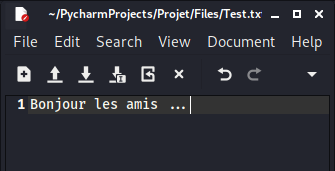 ~/PycharmProjects/Projet/Files/Test.tx
File Edit Search View Document Help
1 Bonjour les amis ...